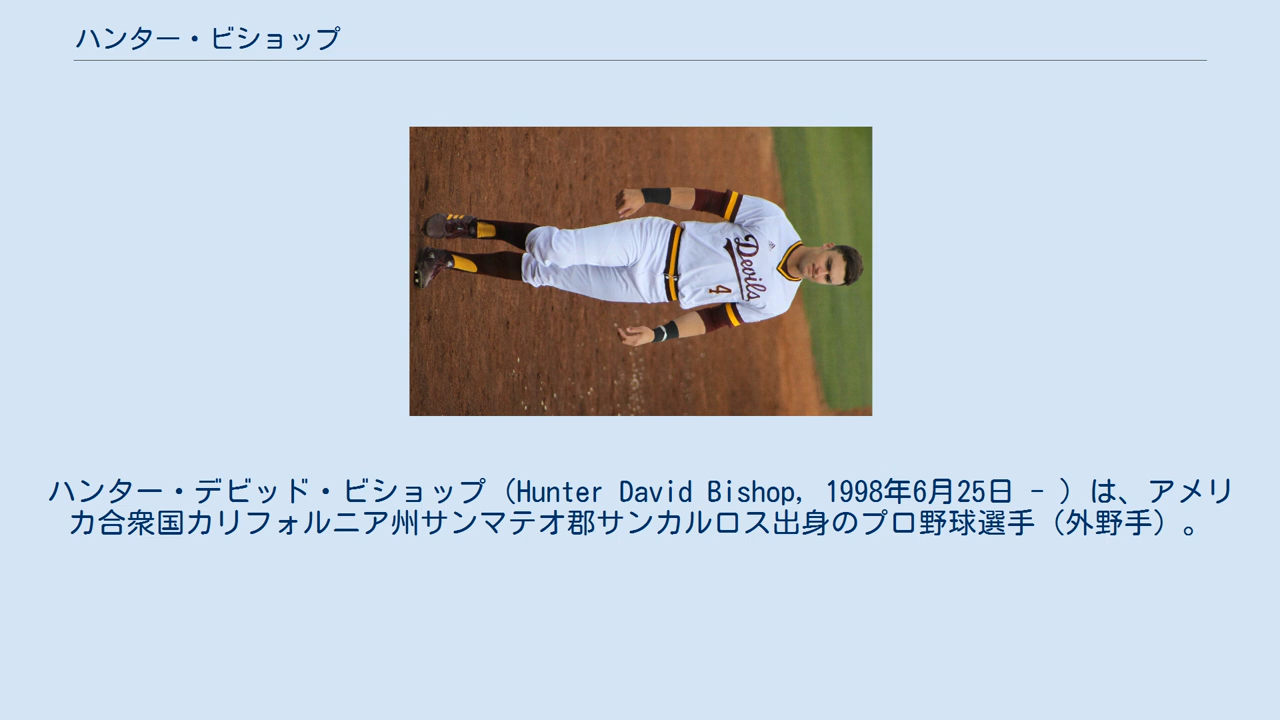 ハンター・ビショップ
Devils
4
ハンター・デビッド・ビショップ（Hunter David Bishop, 1998年6月25日 - ）は、アメリ
カ合衆国カリフォルニア州サンマテオ郡サンカルロス出身のプロ野球選手（外野手）。